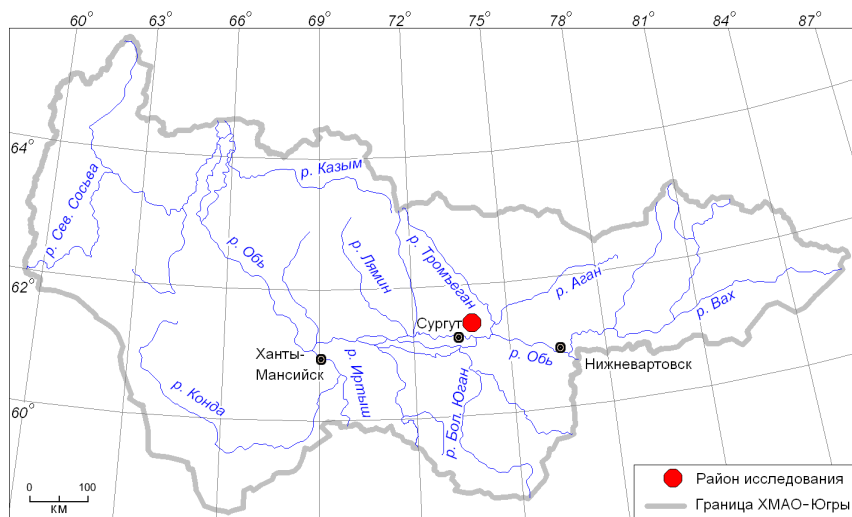 60° 63° 66° 69° 72° 75° 78° 81° 84° 87°
64°
р. Казым
р. Сев. Сосьва
р. Обь
р. Лямин
р. Тромъеган
62°
р. Аган
р. Вах
Сургут
р. Обь
Ханты-
Мансийск
Нижневартовск
р. Иртыш
р. Бол. Юган
р. Конда
60°
0 100
км
Район исследования
Граница ХМАО-Югры